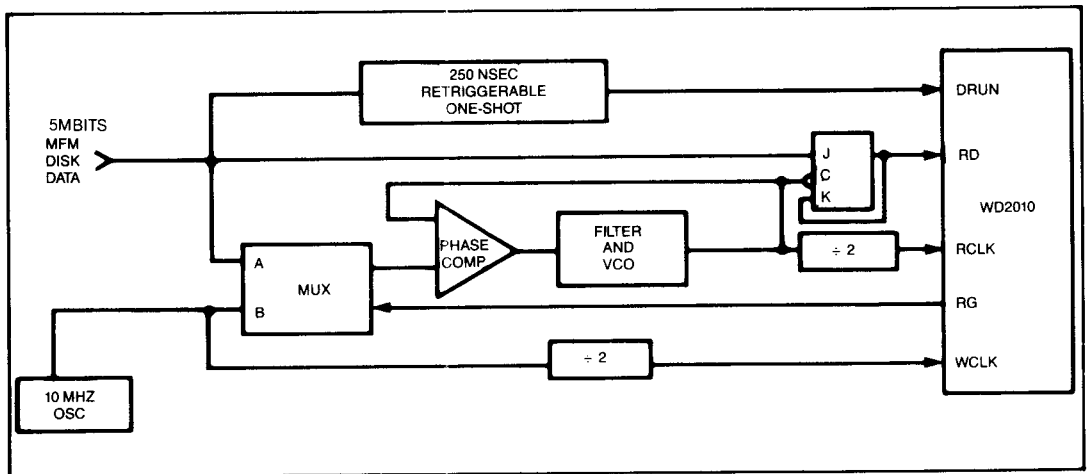 250 NSEC
RETRIGGERABLE
ONE-SHOT
DRUN
5MBITS
MFM
DISK
DATA
J
C
K
RD
WD2010
PHASE
COMP
FILTER
AND
VCO
÷ 2
RCLK
A
MUX
B
RG
÷ 2
WCLK
10 MHZ
OSC